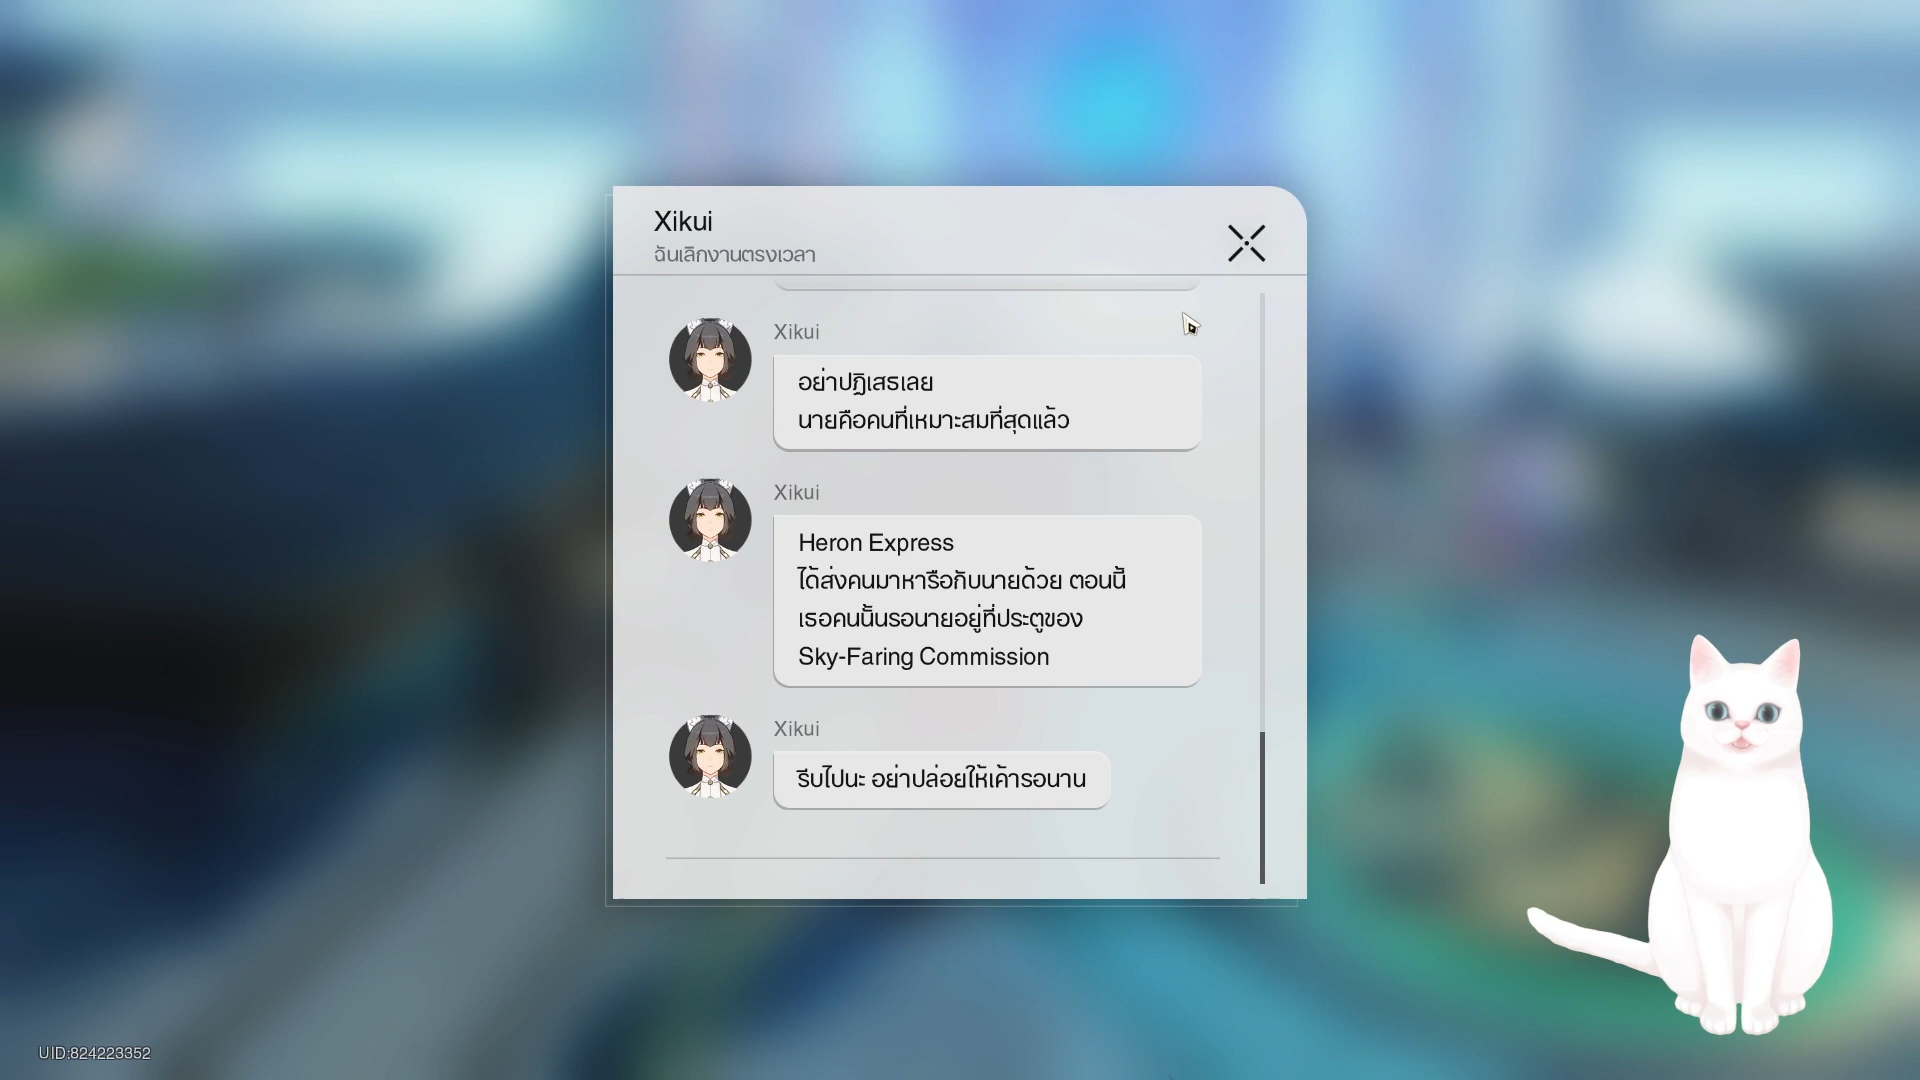 Xikui
ฉันเลิกงานตรงเวลา
Xikui
อย่าปฏิเสธเลย
นายคือคนที่เหมาะสมที่สุดแล้ว
Xikui
Heron Express
ได้ส่งคนมาหารือกับนายด้วย ตอนนี้
เธอคนนั้นรอนายอยู่ที่ประตูของ
Sky-Faring Commission
Xikui
รีบไปนะ อย่าปล่อยให้เค้ารอนาน
UID:824223352